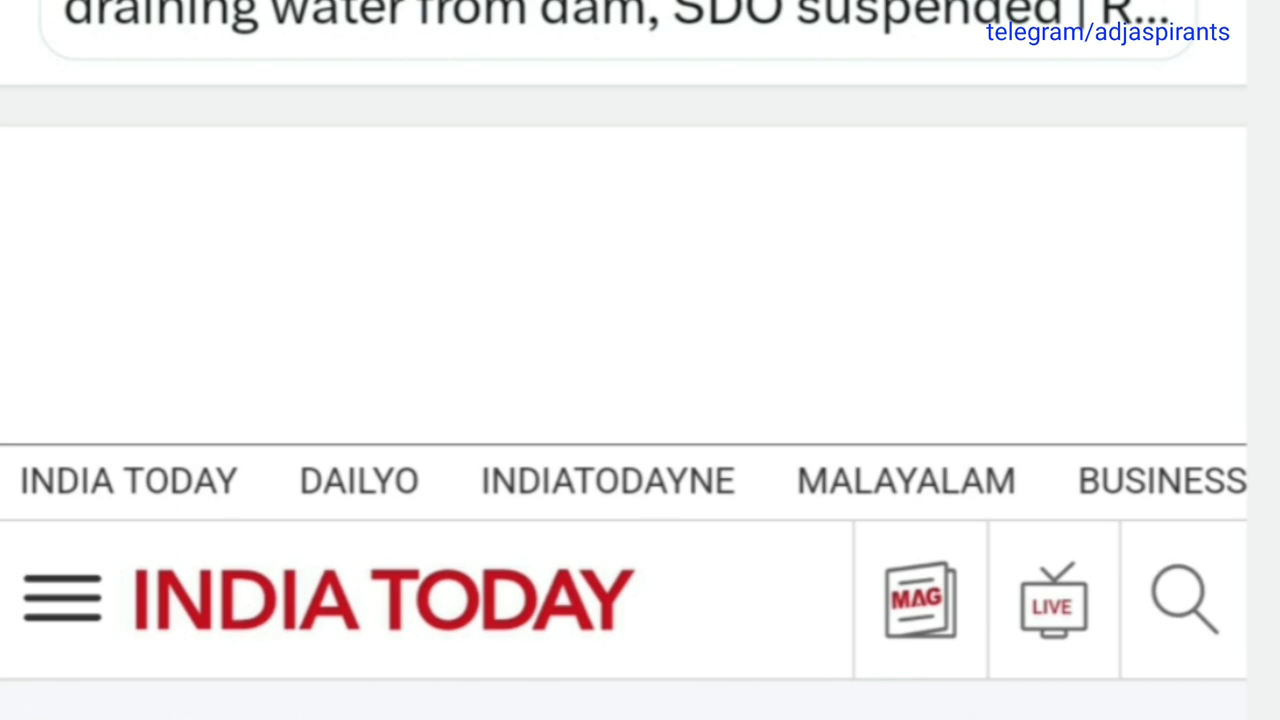 draining water from dam, SDO suspended | R...
telegram/adjaspirants
INDIA TODAY DAILYO INDIATODAYNE MALAYALAM BUSINESS
INDIA TODAY MAG LIVE